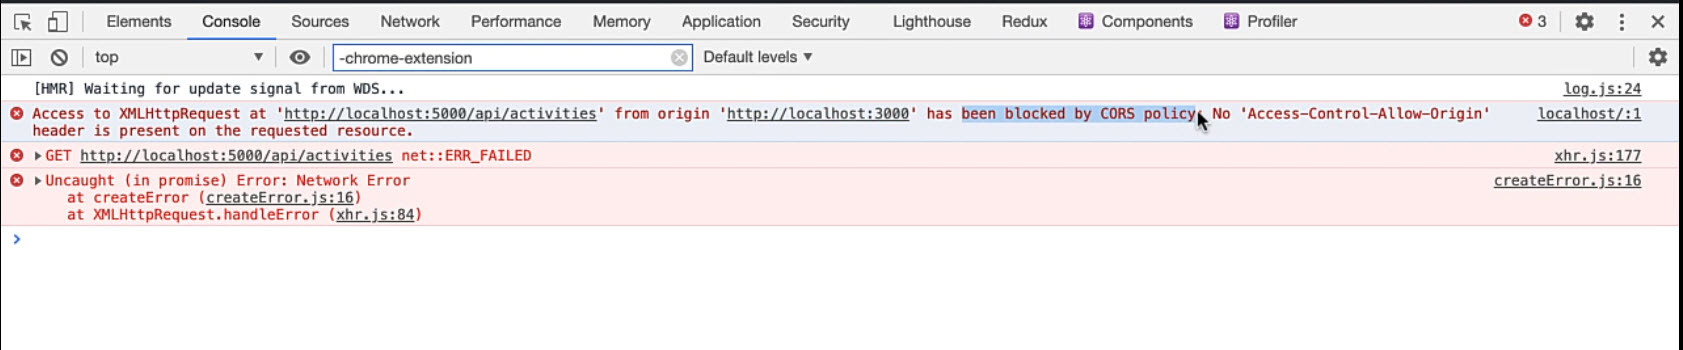 Elements Console Sources Network Performance Memory Application Security Lighthouse Redux Components Profiler 3
top -chrome-extension Default levels
[HMR] Waiting for update signal from WDS... log.js:24
Access to XMLHttpRequest at 'http://localhost:5000/api/activities' from origin 'http://localhost:3000' has been blocked by CORS policy: No 'Access-Control-Allow-Origin' localhost/:1
header is present on the requested resource.
GET http://localhost:5000/api/activities net::ERR_FAILED xhr.js:177
Uncaught (in promise) Error: Network Error createError.js:16
at createError (createError.js:16)
at XMLHttpRequest.handleError (xhr.js:84)